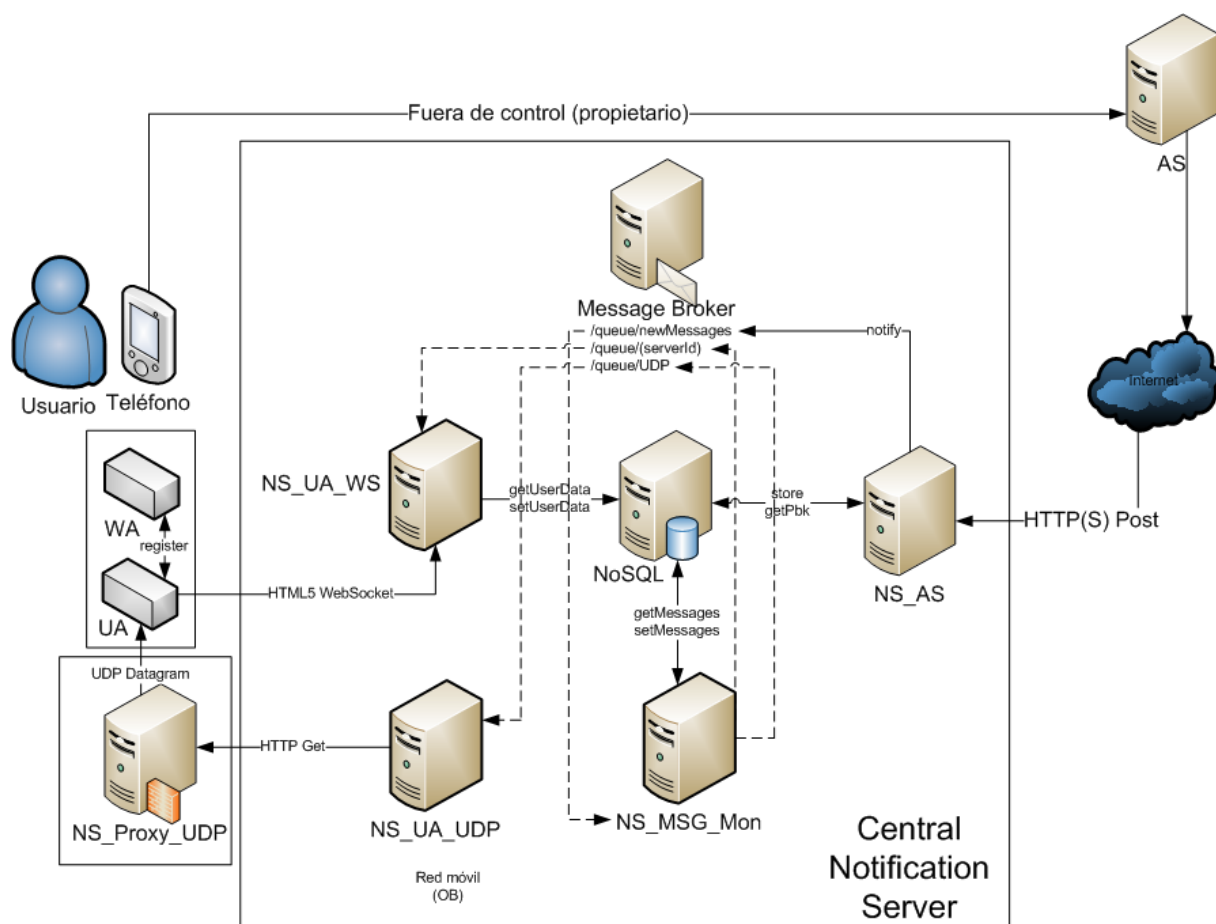 Fuera de control (propietario)
AS
Message Broker
/queue/newMessages
/queue/(serverId)
/queue/UDP
notify
Internet
Usuario
Teléfono
NS_UA_WS
getUserData
setUserData
store
getPbk
HTTP(S) Post
WA
register
UA
HTML5 WebSocket
NoSQL
NS_AS
getMessages
setMessages
UDP Datagram
HTTP Get
NS_Proxy_UDP
NS_UA_UDP
NS_MSG_Mon
Red móvil
(OB)
Central
Notification
Server